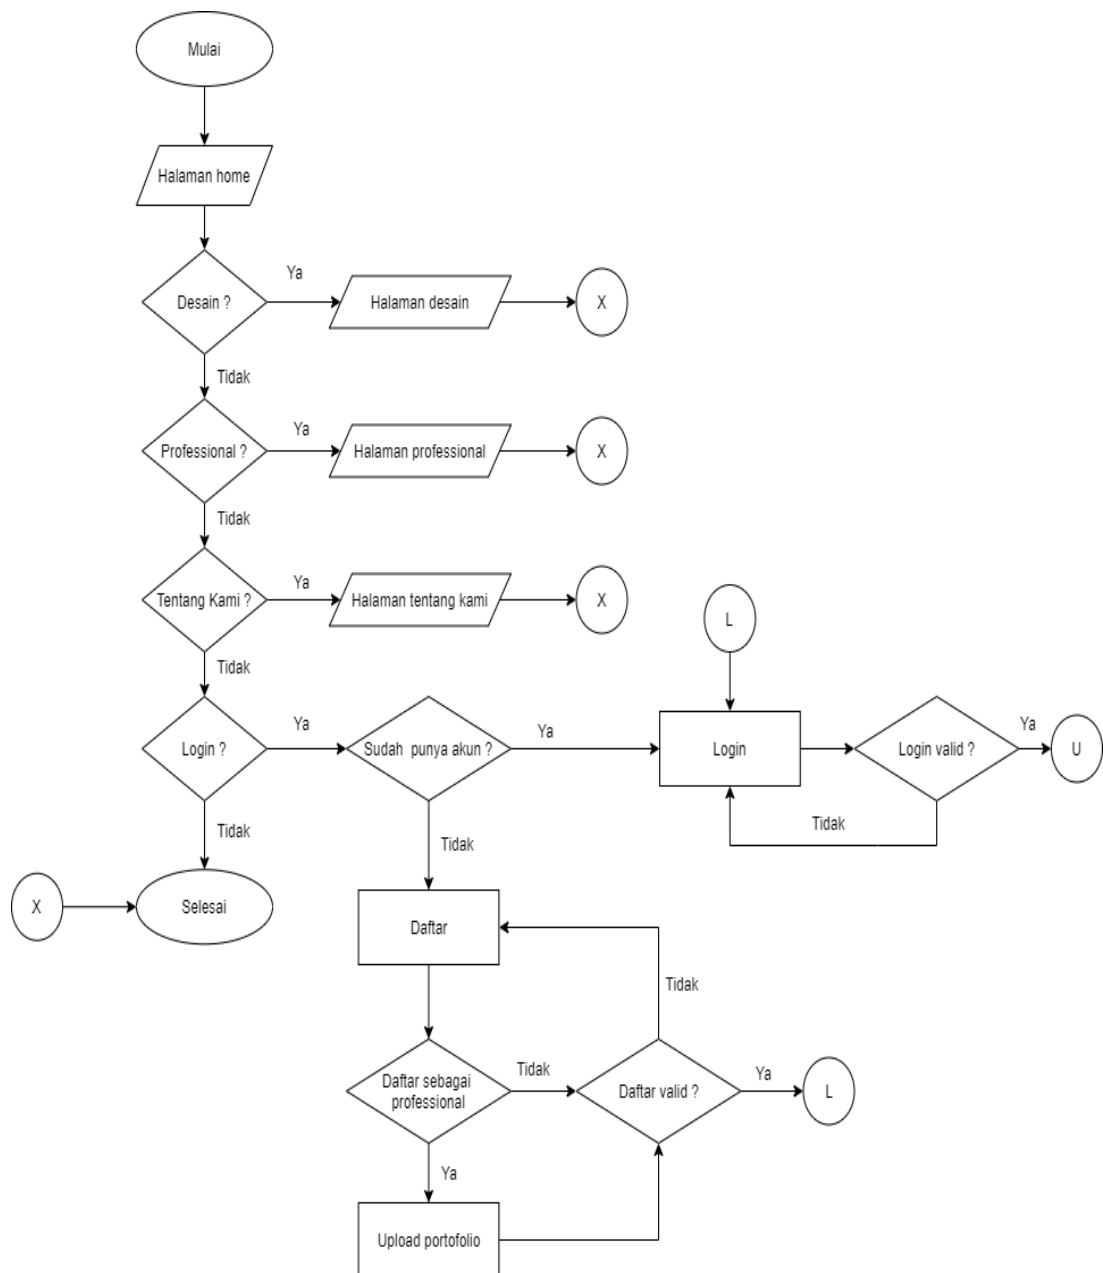 Mulai
Halaman home
Desain ?
Ya
Halaman desain
X
Tidak
Professional ?
Ya
Halaman professional
X
Tidak
Tentang Kami ?
Ya
Halaman tentang kami
X
L
Tidak
Login ?
Ya
Sudah punya akun ?
Ya
Login
Login valid ?
Ya
U
Tidak
Tidak
Tidak
X
Selesai
Daftar
Tidak
Daftar sebagai
professional
Tidak
Daftar valid ?
Ya
L
Ya
Upload portofolio